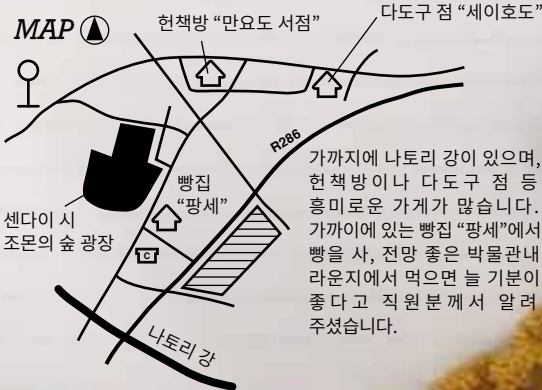 MAP
헌책방 “만요도 서점”
다도구 점 “세이호도”
R286
빵집
“팡세”
센다이 시
조몬의 숲 광장
C
나토리 강
가까지에 나토리 강이 있으며,
헌책방이나 다도구 점 등
흥미로운 가게가 많습니다.
가까이에 있는 빵집 “팡세”에서
빵을 사, 전망 좋은 박물관내
라운지에서 먹으면 늘 기분이
좋다고 직원분께서 알려
주셨습니다.